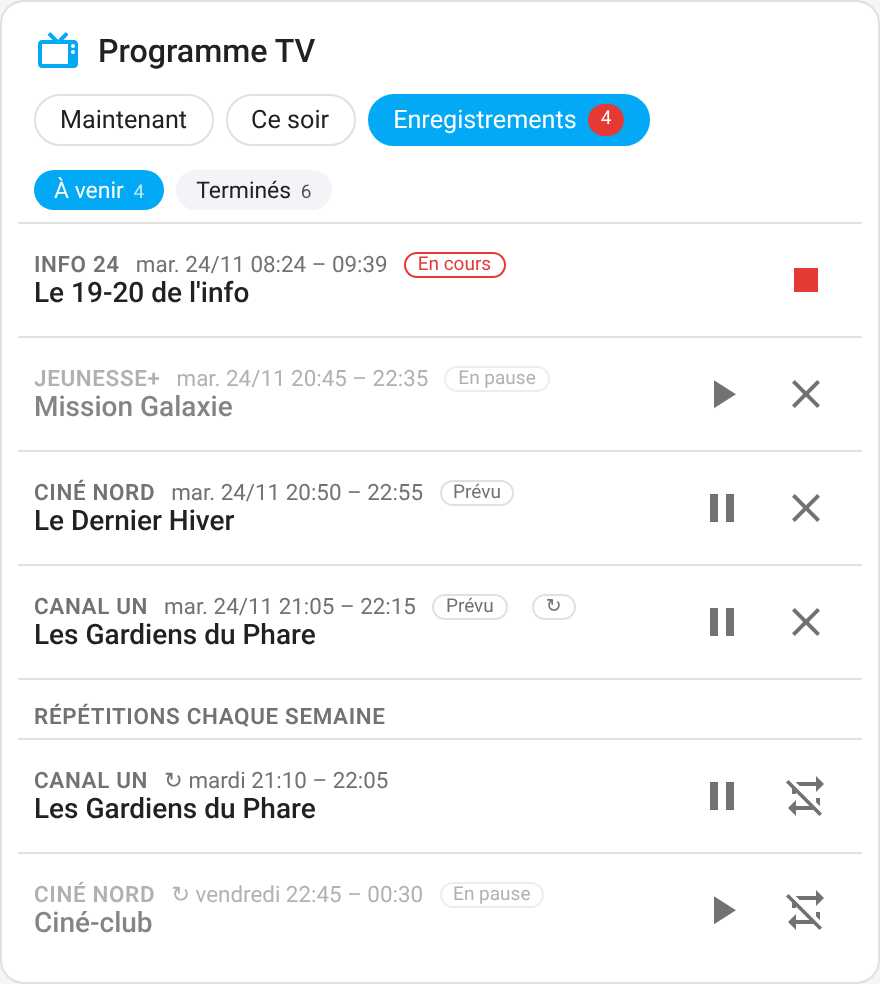 Programme TV
Maintenant Ce soir Enregistrements 4
À venir 4 Terminés 6
INFO 24 mar. 24/11 08:24 – 09:39 En cours
Le 19-20 de l'info
JEUNESSE+ mar. 24/11 20:45 – 22:35 En pause
Mission Galaxie
CINÉ NORD mar. 24/11 20:50 – 22:55 Prévu
Le Dernier Hiver
CANAL UN mar. 24/11 21:05 – 22:15 Prévu ↻
Les Gardiens du Phare
RÉPÉTITIONS CHAQUE SEMAINE
CANAL UN ↻ mardi 21:10 – 22:05
Les Gardiens du Phare
CINÉ NORD ↻ vendredi 22:45 – 00:30 En pause
Ciné-club